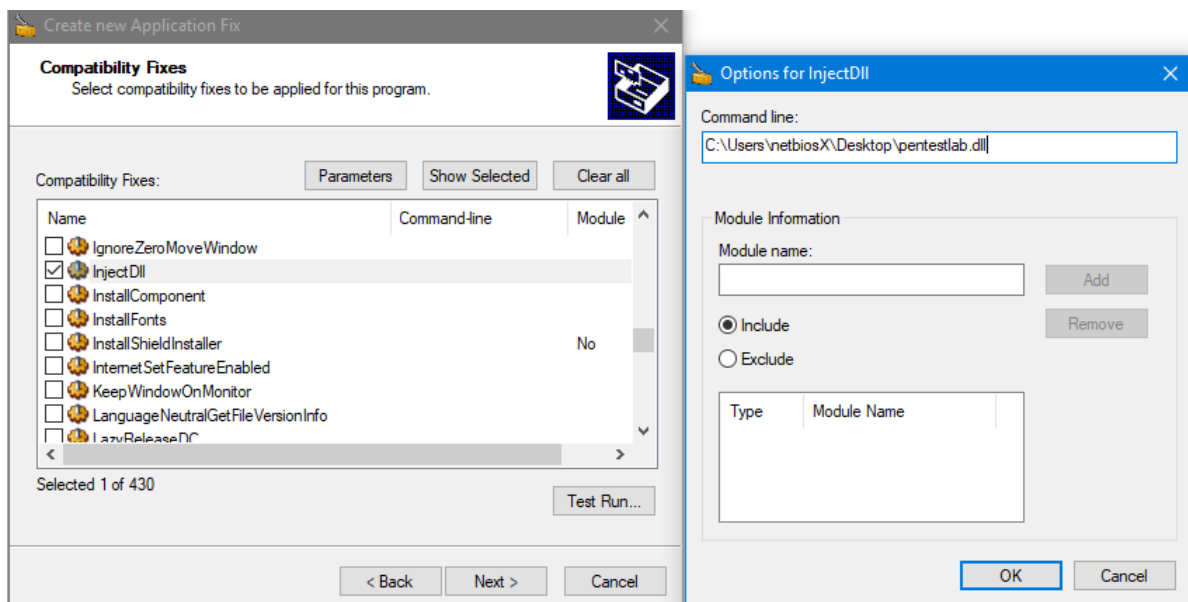 Create new Application Fix
Compatibility Fixes
Select compatibility fixes to be applied for this program.
Compatibility Fixes:
Parameters
Show Selected
Clear all
Name Command-line Module
IgnoreZeroMoveWindow
InjectDll
InstallComponent
InstallFonts
InstallShieldInstaller No
InternetSetFeatureEnabled
KeepWindowOnMonitor
LanguageNeutralGetFileVersionInfo
LazyReleaseDC
Selected 1 of 430
Test Run...
< Back
Next >
Cancel
Options for InjectDll
Command line:
C:\Users\netbiosX\Desktop\pentestlab.dll
Module Information
Module name:
Add
Include
Remove
Exclude
Type Module Name
OK
Cancel